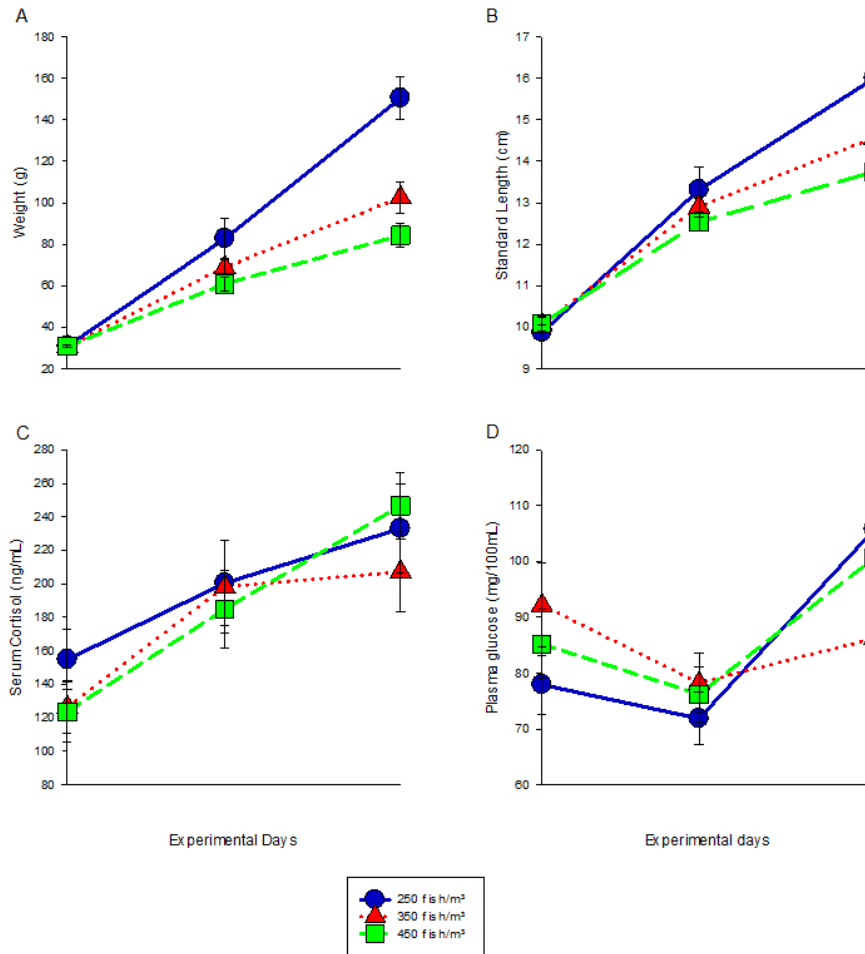 A
180
160
140
120
100
80
60
40
20
Weight (g)
B
17
16
15
14
13
12
11
10
9
Standard Length (cm)
C
280
260
240
220
200
180
160
140
120
100
80
Serum Cortisol (ng/mL)
Experimental Days
D
120
110
100
90
80
70
60
Plasma glucose (mg/100mL)
Experimental days
250 fish/m³
350 fish/m³
450 fish/m³